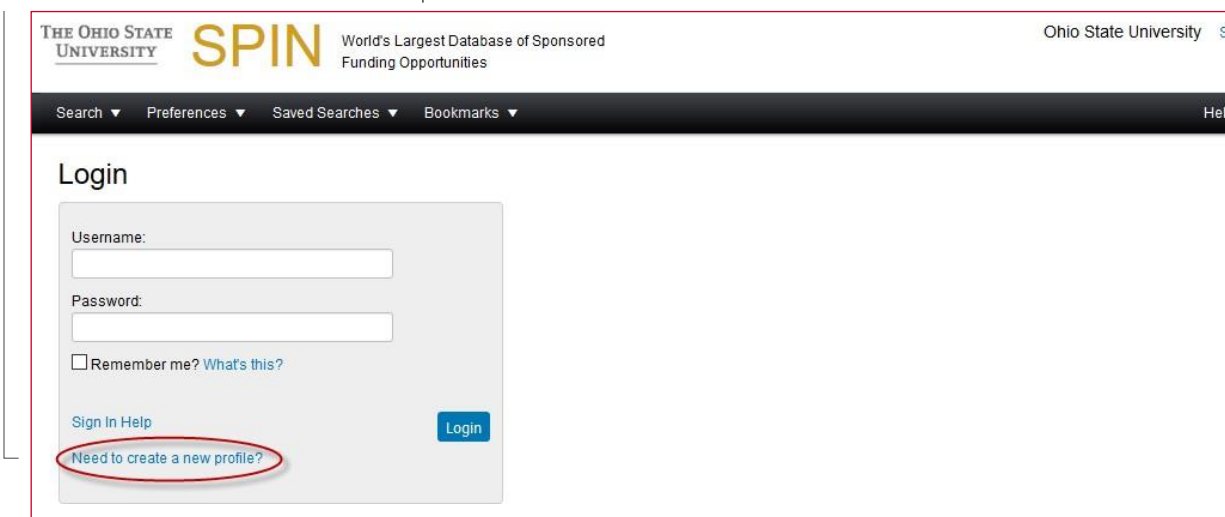 THE OHIO STATE
UNIVERSITY
SPIN
World's Largest Database of Sponsored
Funding Opportunities
Ohio State University
Search ▼ Preferences ▼ Saved Searches ▼ Bookmarks ▼
Login
Username:
Password:
Remember me? What's this?
Sign In Help
Login
Need to create a new profile?